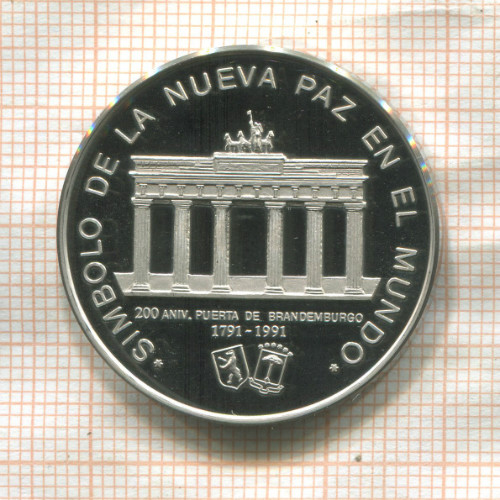 * SIMBOLO DE LA NUEVA PAZ EN EL MUNDO *
200 ANIV. PUERTA DE BRANDEMBURGO
1791-1991